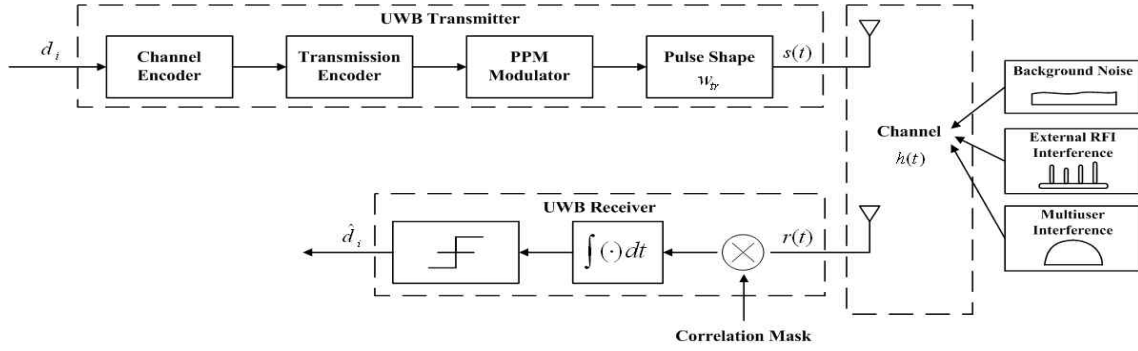 UWB Transmitter
d_i
Channel
Encoder
Transmission
Encoder
PPM
Modulator
Pulse Shape
w_tr
s(t)
Background Noise
Channel
h(t)
External RFI
Interference
Multiuser
Interference
UWB Receiver
d̂_i
∫(·)dt
r(t)
Correlation Mask